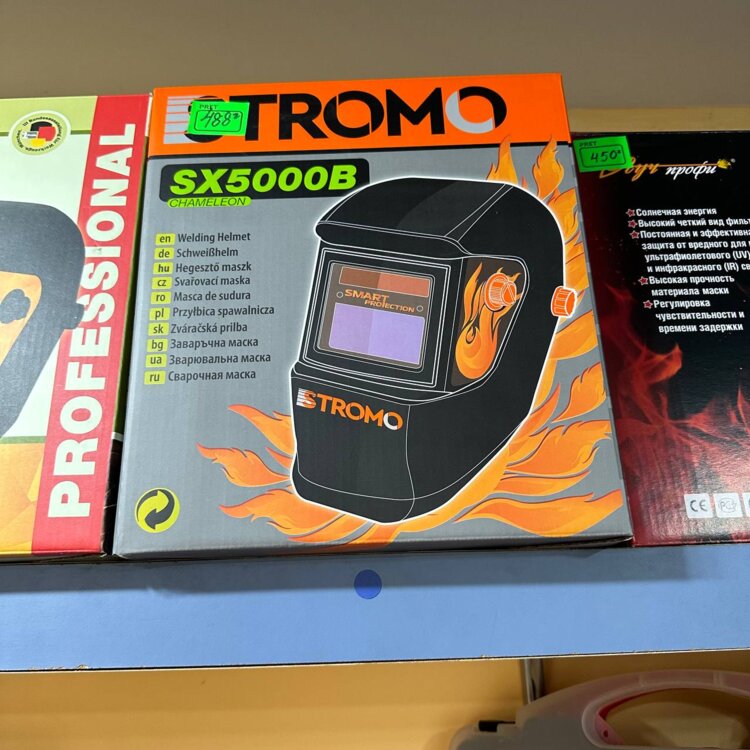 PROFESSIONAL
STROMO
PRET
488
SX5000B
CHAMELEON
en Welding Helmet
de Schweißhelm
hu Hegesztő maszk
cz Svařovací maska
ro Masca de sudura
pl Przyłbica spawalnicza
sk Zváračská prilba
bg Заваръчна маска
ua Зварювальна маска
ru Сварочная маска
SMART
PROTECTION
STROMO
PRET
450
профи
Солнечная энергия
Высокий четкий вид
Постоянная и
защита от вредного для
ультрафиолетового (UV)
и инфракрасного (IR)
Высокая прочность
материала маски
Регулировка
чувствительности и
времени задержки
CE